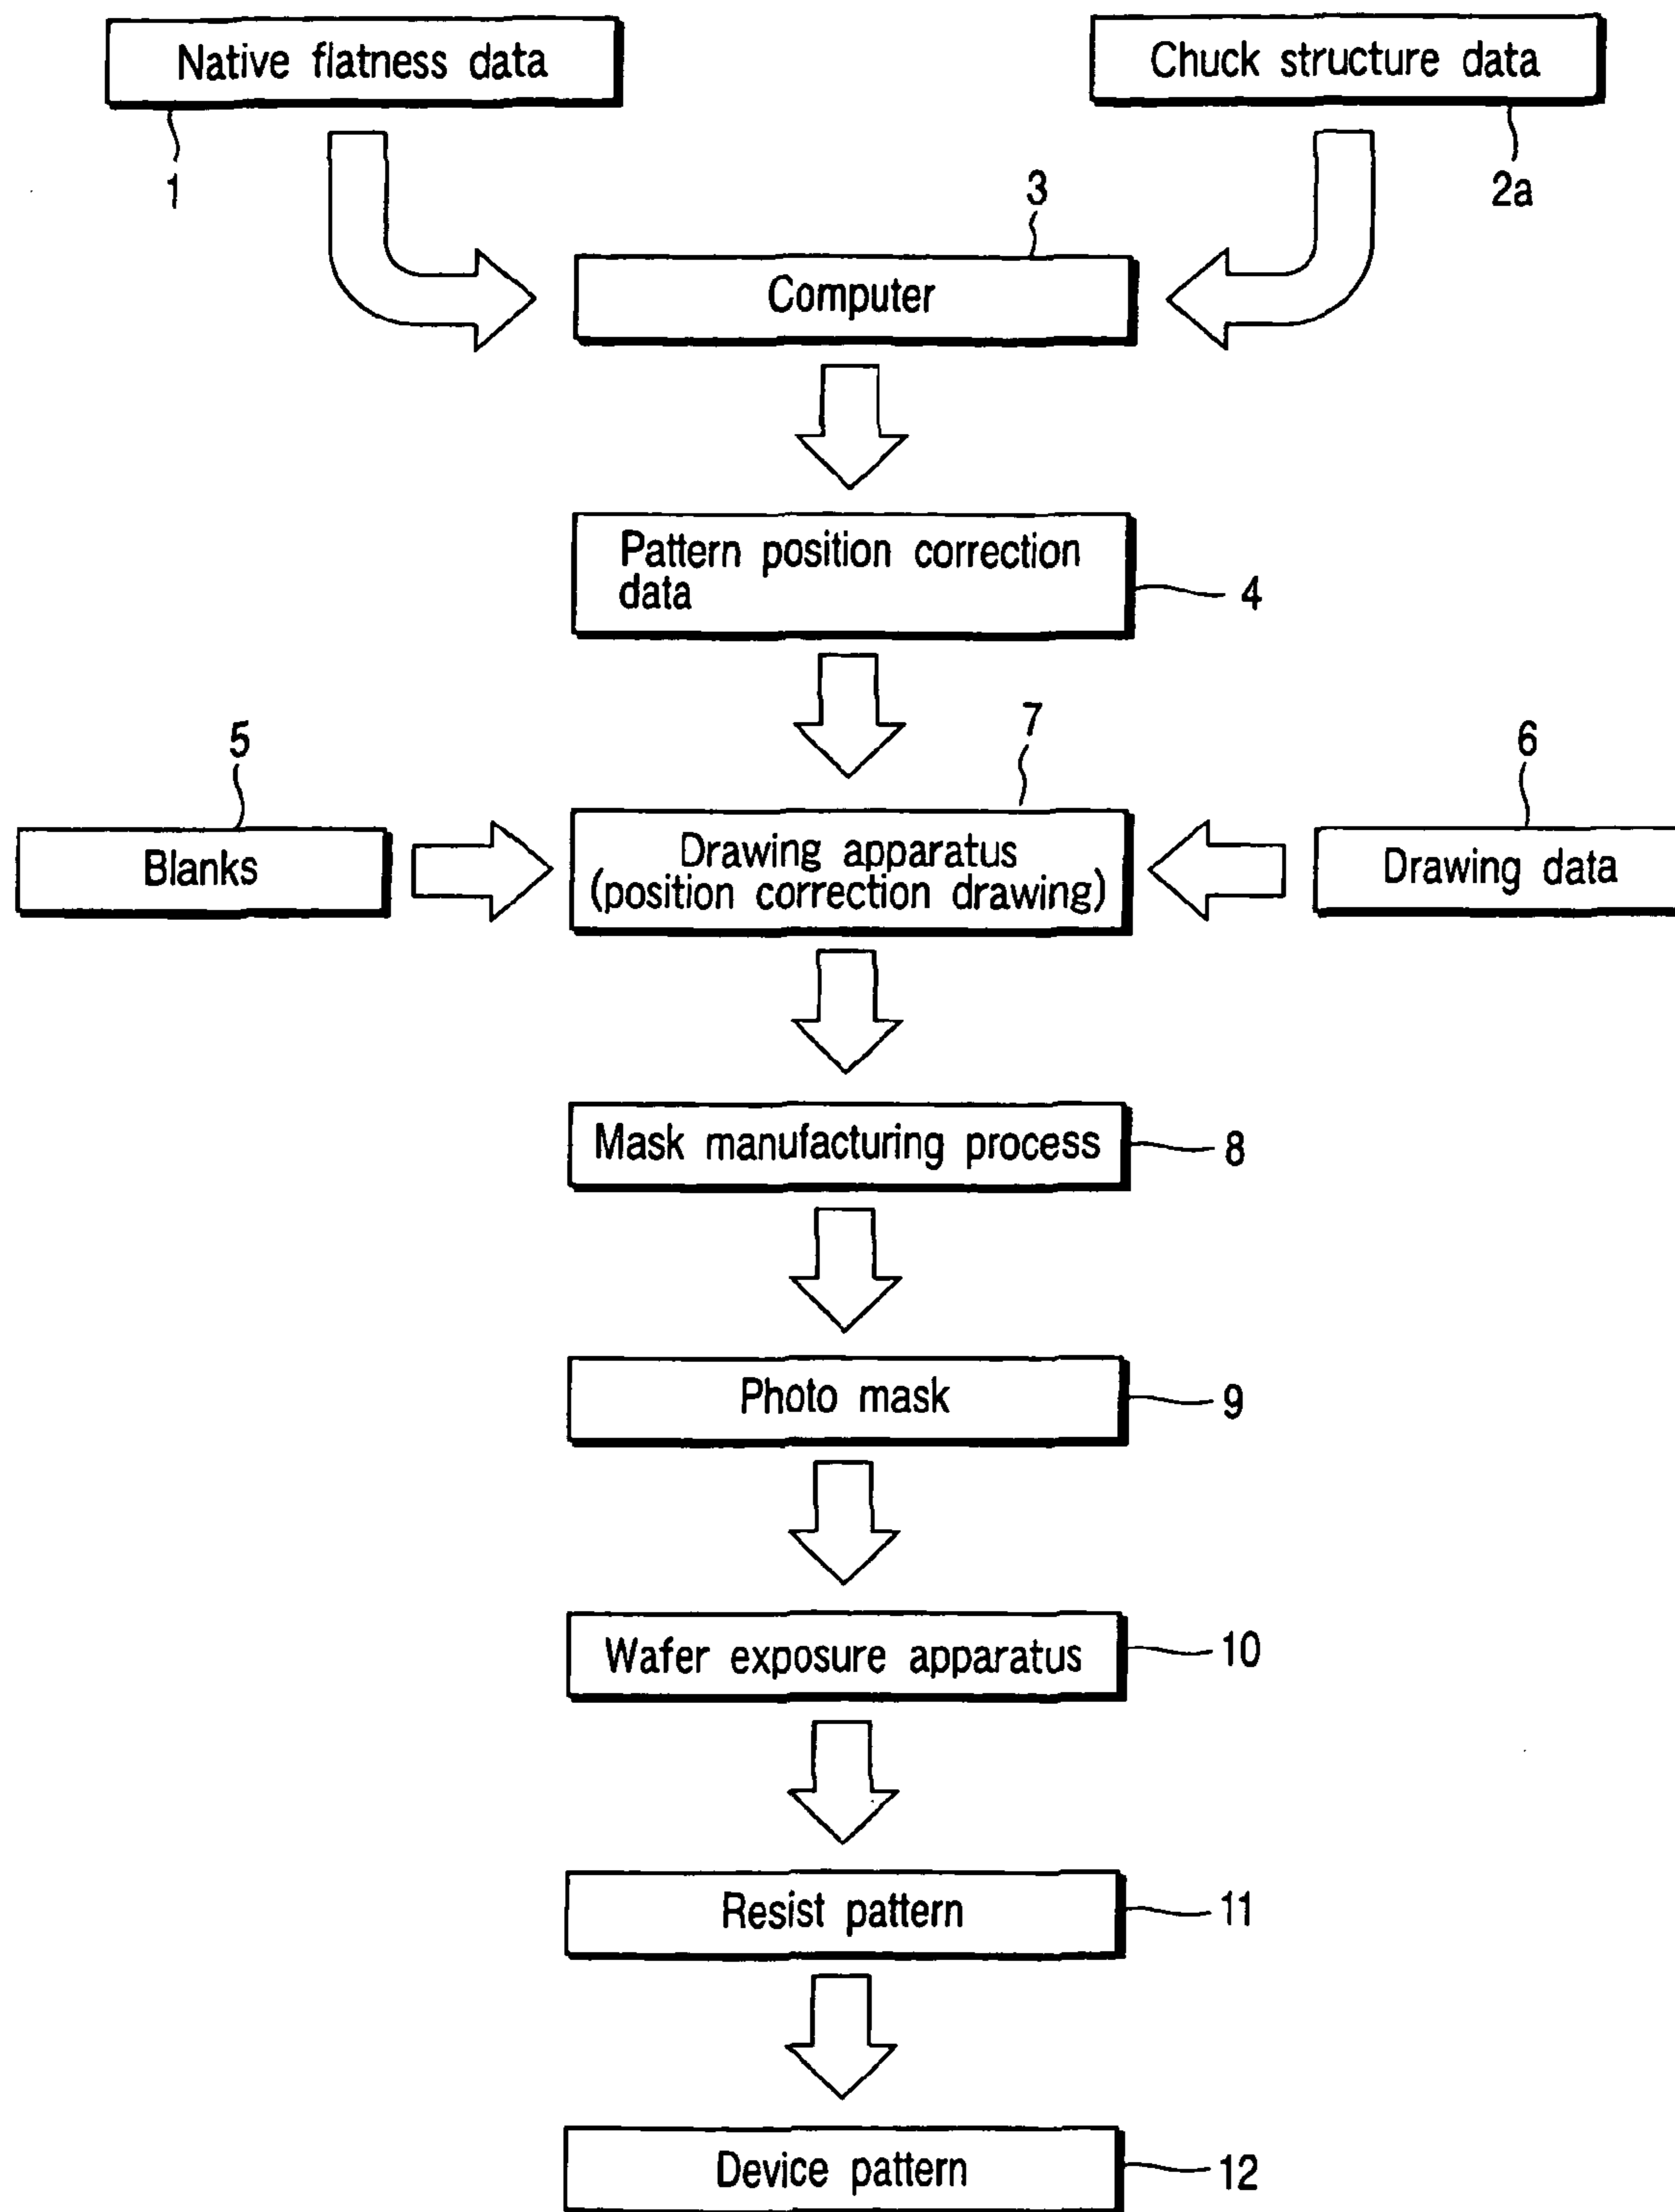 Native flatness data
Chuck structure data
1
2a
3
Computer
Pattern position correction
data
4
5
7
6
Blanks
Drawing apparatus
(position correction drawing)
Drawing data
Mask manufacturing process
8
Photo mask
9
Wafer exposure apparatus
10
Resist pattern
11
Device pattern
12